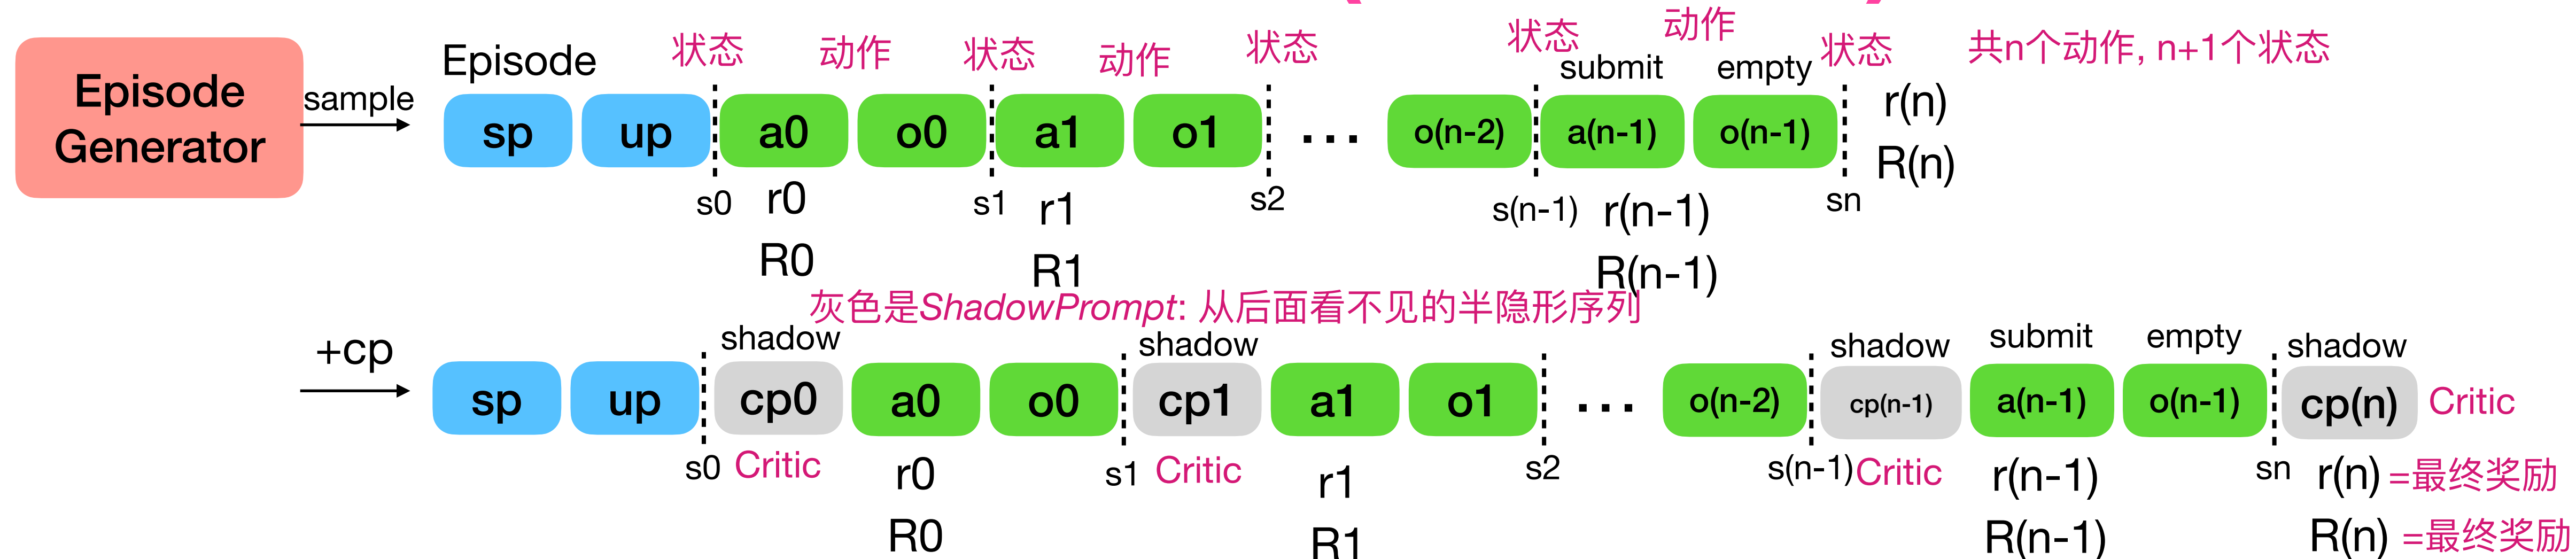 Episode
Generator
sample
Episode
状态 动作 状态 动作 状态 状态 动作 状态 共n个动作, n+1个状态
submit empty
sp up a0 o0 a1 o1 ... o(n-2) a(n-1) o(n-1) r(n)
R(n)
s0 r0 s1 r1 s2 s(n-1) r(n-1) sn
R0 R1 R(n-1)
灰色是ShadowPrompt: 从后面看不见的半隐形序列
+cp
shadow shadow shadow submit empty shadow
sp up cp0 a0 o0 cp1 a1 o1 ... o(n-2) cp(n-1) a(n-1) o(n-1) cp(n) Critic
s0 Critic r0 s1 Critic r1 s2 s(n-1) Critic r(n-1) sn r(n) =最终奖励
R0 R1 R(n-1) R(n) =最终奖励